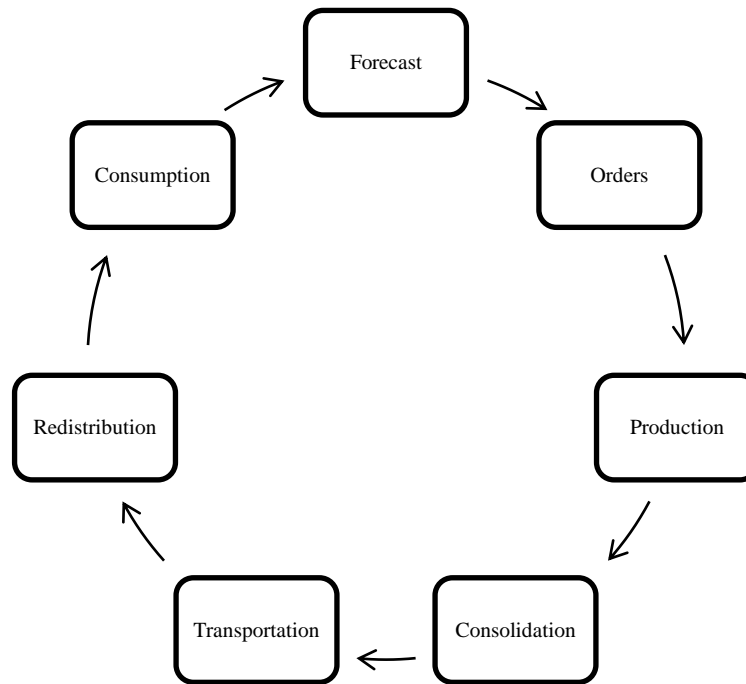 Forecast
Orders
Production
Consolidation
Transportation
Redistribution
Consumption